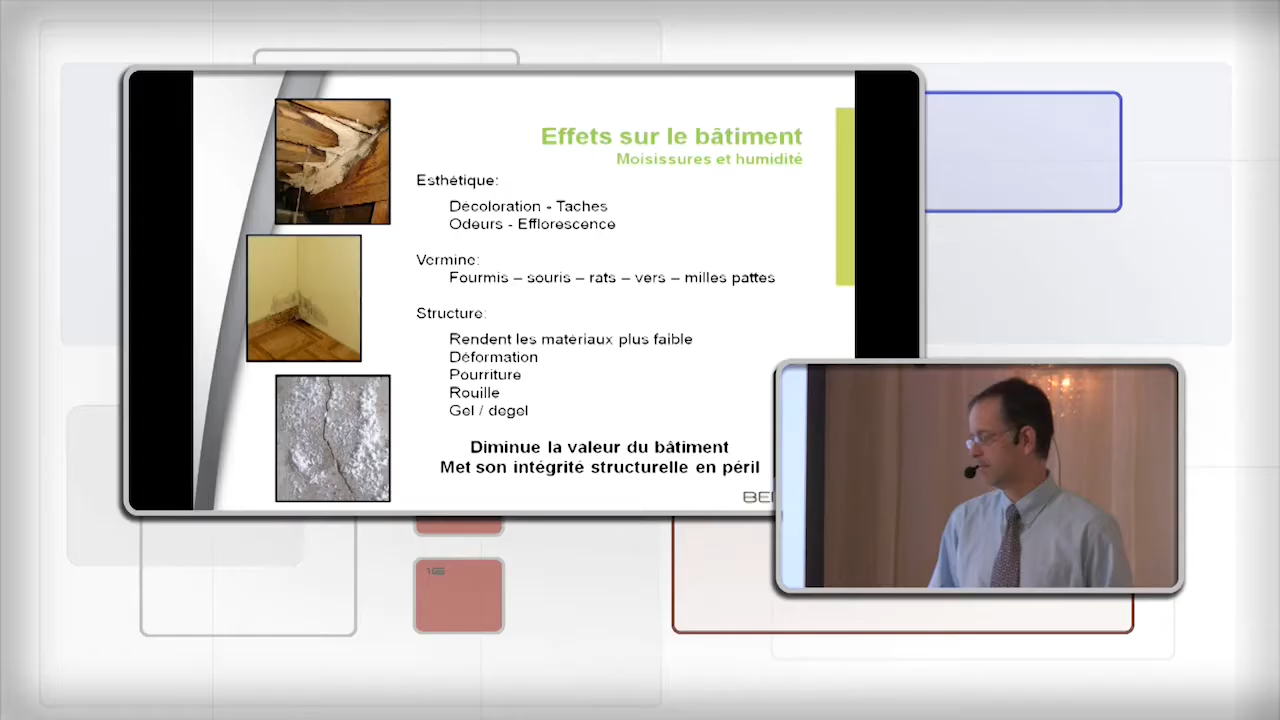 Effets sur le bâtiment
Moisissures et humidité
Esthétique:
Décoloration - Taches
Odeurs - Efflorescence
Vermine:
Fourmis – souris – rats – vers – milles pattes
Structure:
Rendent les matériaux plus faible
Déformation
Pourriture
Rouille
Gel / degel
Diminue la valeur du bâtiment
Met son intégrité structurelle en péril